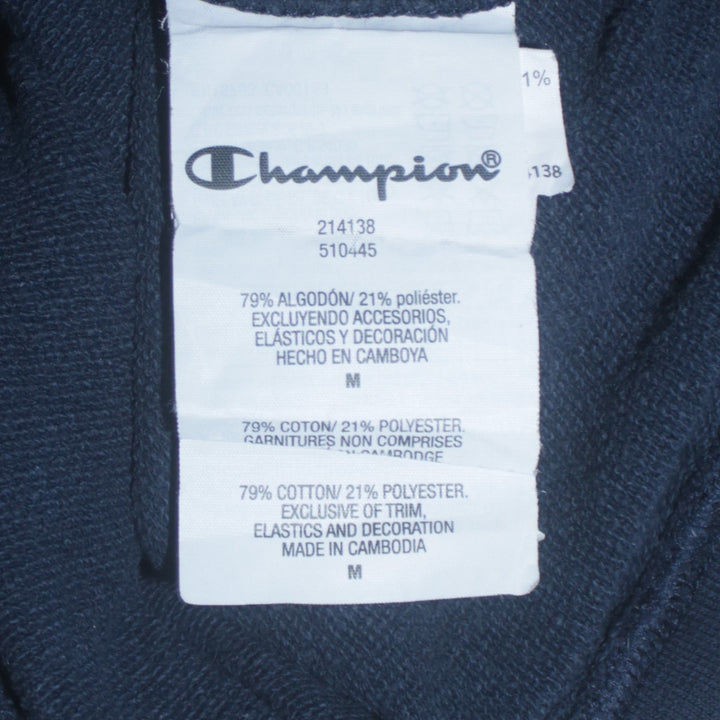 Champion®
214138
510445
79% ALGODÓN/ 21% poliéster.
EXCLUYENDO ACCESORIOS,
ELÁSTICOS Y DECORACIÓN
HECHO EN CAMBOYA
M
79% COTON/ 21% POLYESTER.
GARNITURES NON COMPRISES
CAMBODGE
79% COTTON/ 21% POLYESTER.
EXCLUSIVE OF TRIM,
ELASTICS AND DECORATION
MADE IN CAMBODIA
M
1%
138